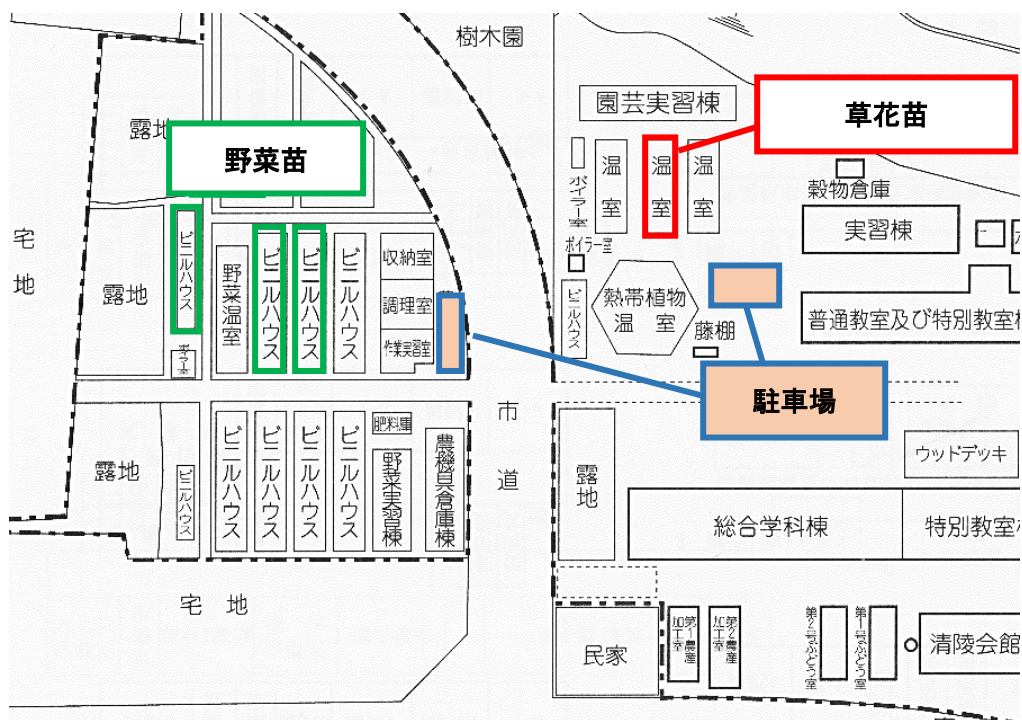 樹木園
園芸実習棟
草花苗
露地
野菜苗
ボイラー室
温室
温室
温室
穀物倉庫
実習棟
宅地
ビニルハウス
露地
野菜温室
ビニルハウス
ビニルハウス
ビニルハウス
収納室
調理室
作業実習室
ボイラー室
ボイラー室
ビニルハウス
熱帯植物
温室
藤棚
普通教室及び特別教室
駐車場
市道
露地
ビニルハウス
ビニルハウス
ビニルハウス
ビニルハウス
ビニルハウス
肥料庫
野菜実習棟
農機具倉庫棟
露地
ウッドデッキ
総合学科棟
特別教室
宅地
民家
第1農産
加工室
第2農産
加工室
第2号ぶどう室
第1号ぶどう室
清陵会館